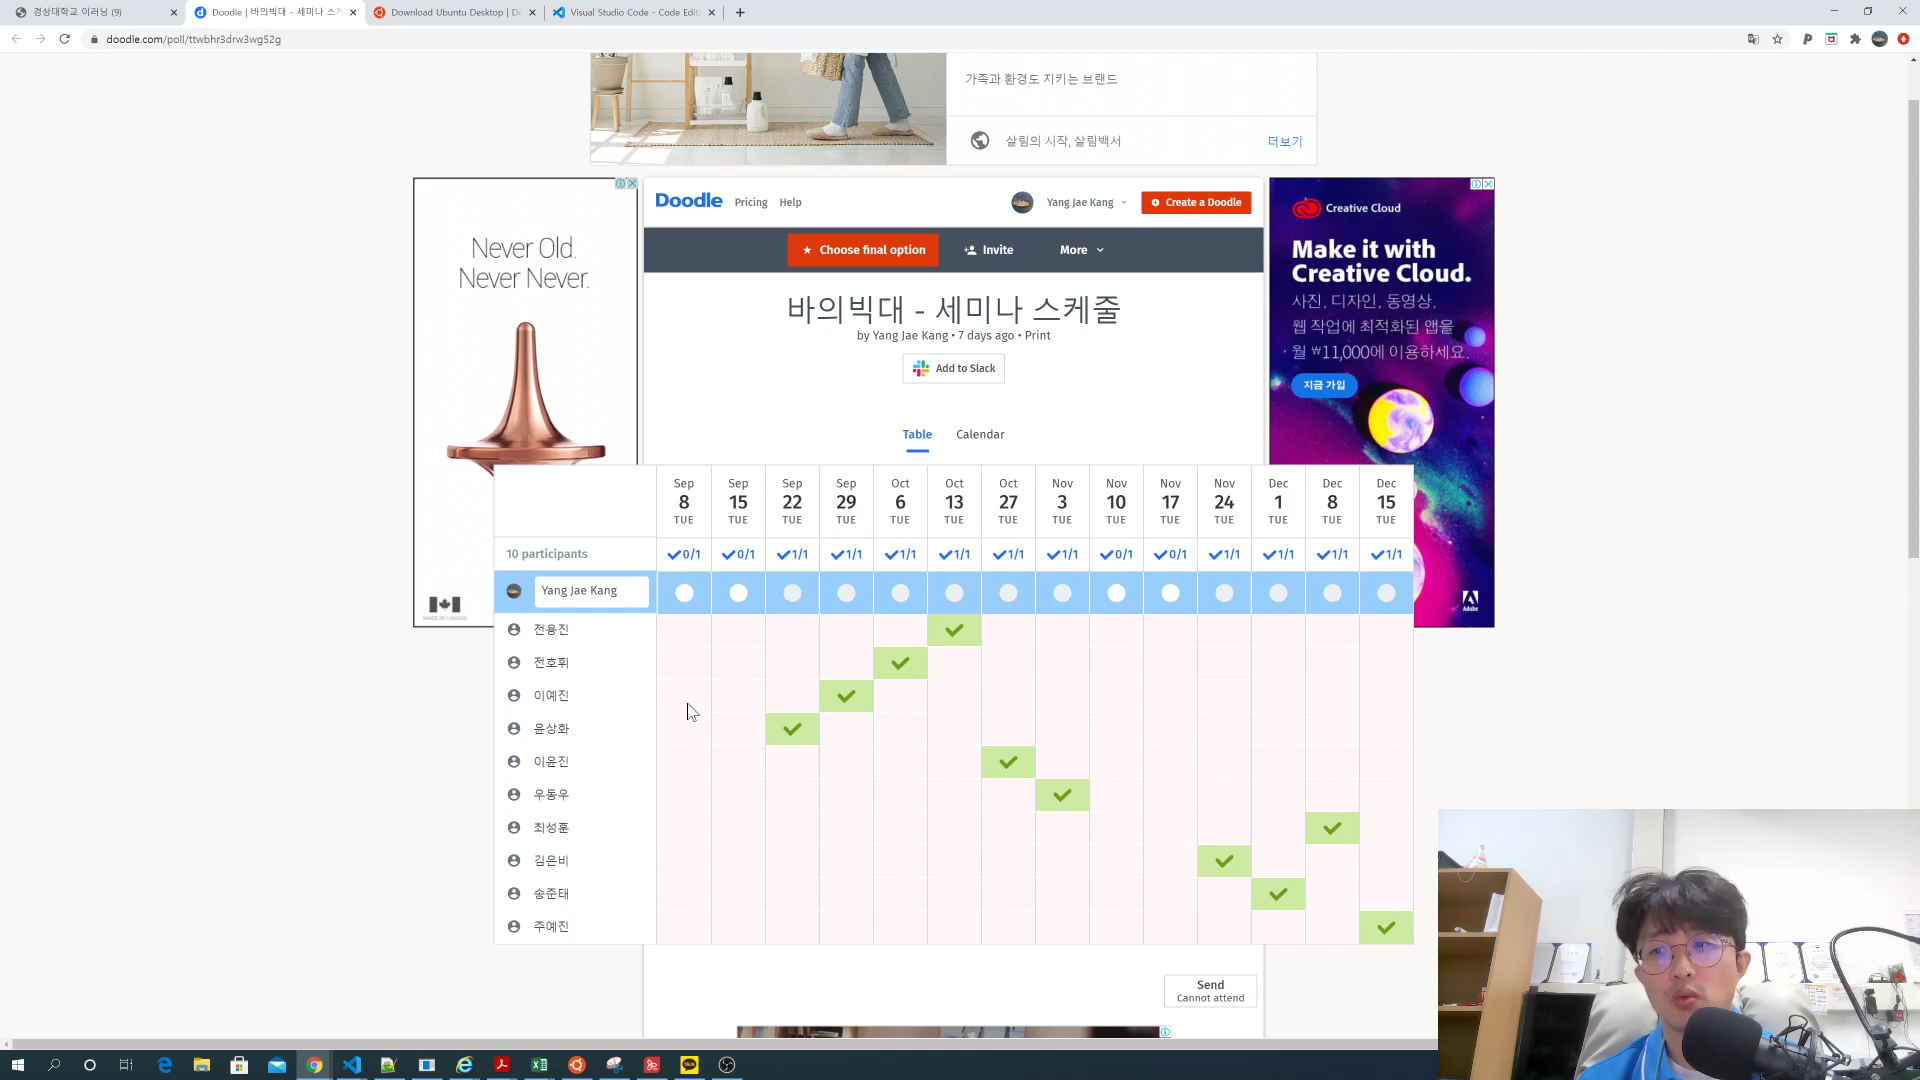 경상대학교 이러닝 (9)
Doodle | 바의빅대 - 세미나 스케
Download Ubuntu Desktop | Do
Visual Studio Code - Code Edit
doodle.com/poll/ttwbhr3drw3wg52g
가족과 환경도 지키는 브랜드
살림의 시작, 살림백서
더보기
Never Old.
Never Never.
MADE IN CANADA
Doodle Pricing Help Yang Jae Kang Create a Doodle
Choose final option Invite More
바의빅대 - 세미나 스케줄
by Yang Jae Kang • 7 days ago • Print
Add to Slack
Table Calendar
Creative Cloud
Make it with
Creative Cloud.
사진, 디자인, 동영상,
웹 작업에 최적화된 앱을
월 ₩11,000에 이용하세요.
지금 가입
Adobe
Sep Sep Sep Sep Oct Oct Oct Nov Nov Nov Nov Dec Dec Dec
8 15 22 29 6 13 27 3 10 17 24 1 8 15
TUE TUE TUE TUE TUE TUE TUE TUE TUE TUE TUE TUE TUE TUE
10 participants 0/1 0/1 1/1 1/1 1/1 1/1 1/1 1/1 0/1 0/1 1/1 1/1 1/1 1/1
Yang Jae Kang
전용진
전호휘
이예진
윤상화
이윤진
우동우
최성훈
김은비
송준태
주예진
Send
Cannot attend